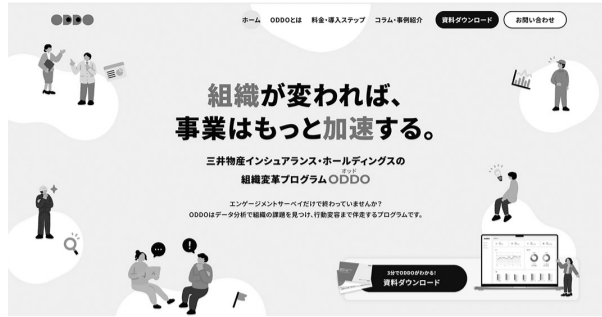 ODDO
ホーム ODDOとは 料金・導入ステップ コラム・事例紹介 資料ダウンロード お問い合わせ
組織が変われば、
事業はもっと加速する。
三井物産インシュアランス・ホールディングスの
オッド
組織変革プログラム ODDO
エンゲージメントサーベイだけで終わっていませんか？
ODDOはデータ分析で組織の課題を見つけ、行動変容まで伴走するプログラムです。
3分でODDOがわかる!
資料ダウンロード